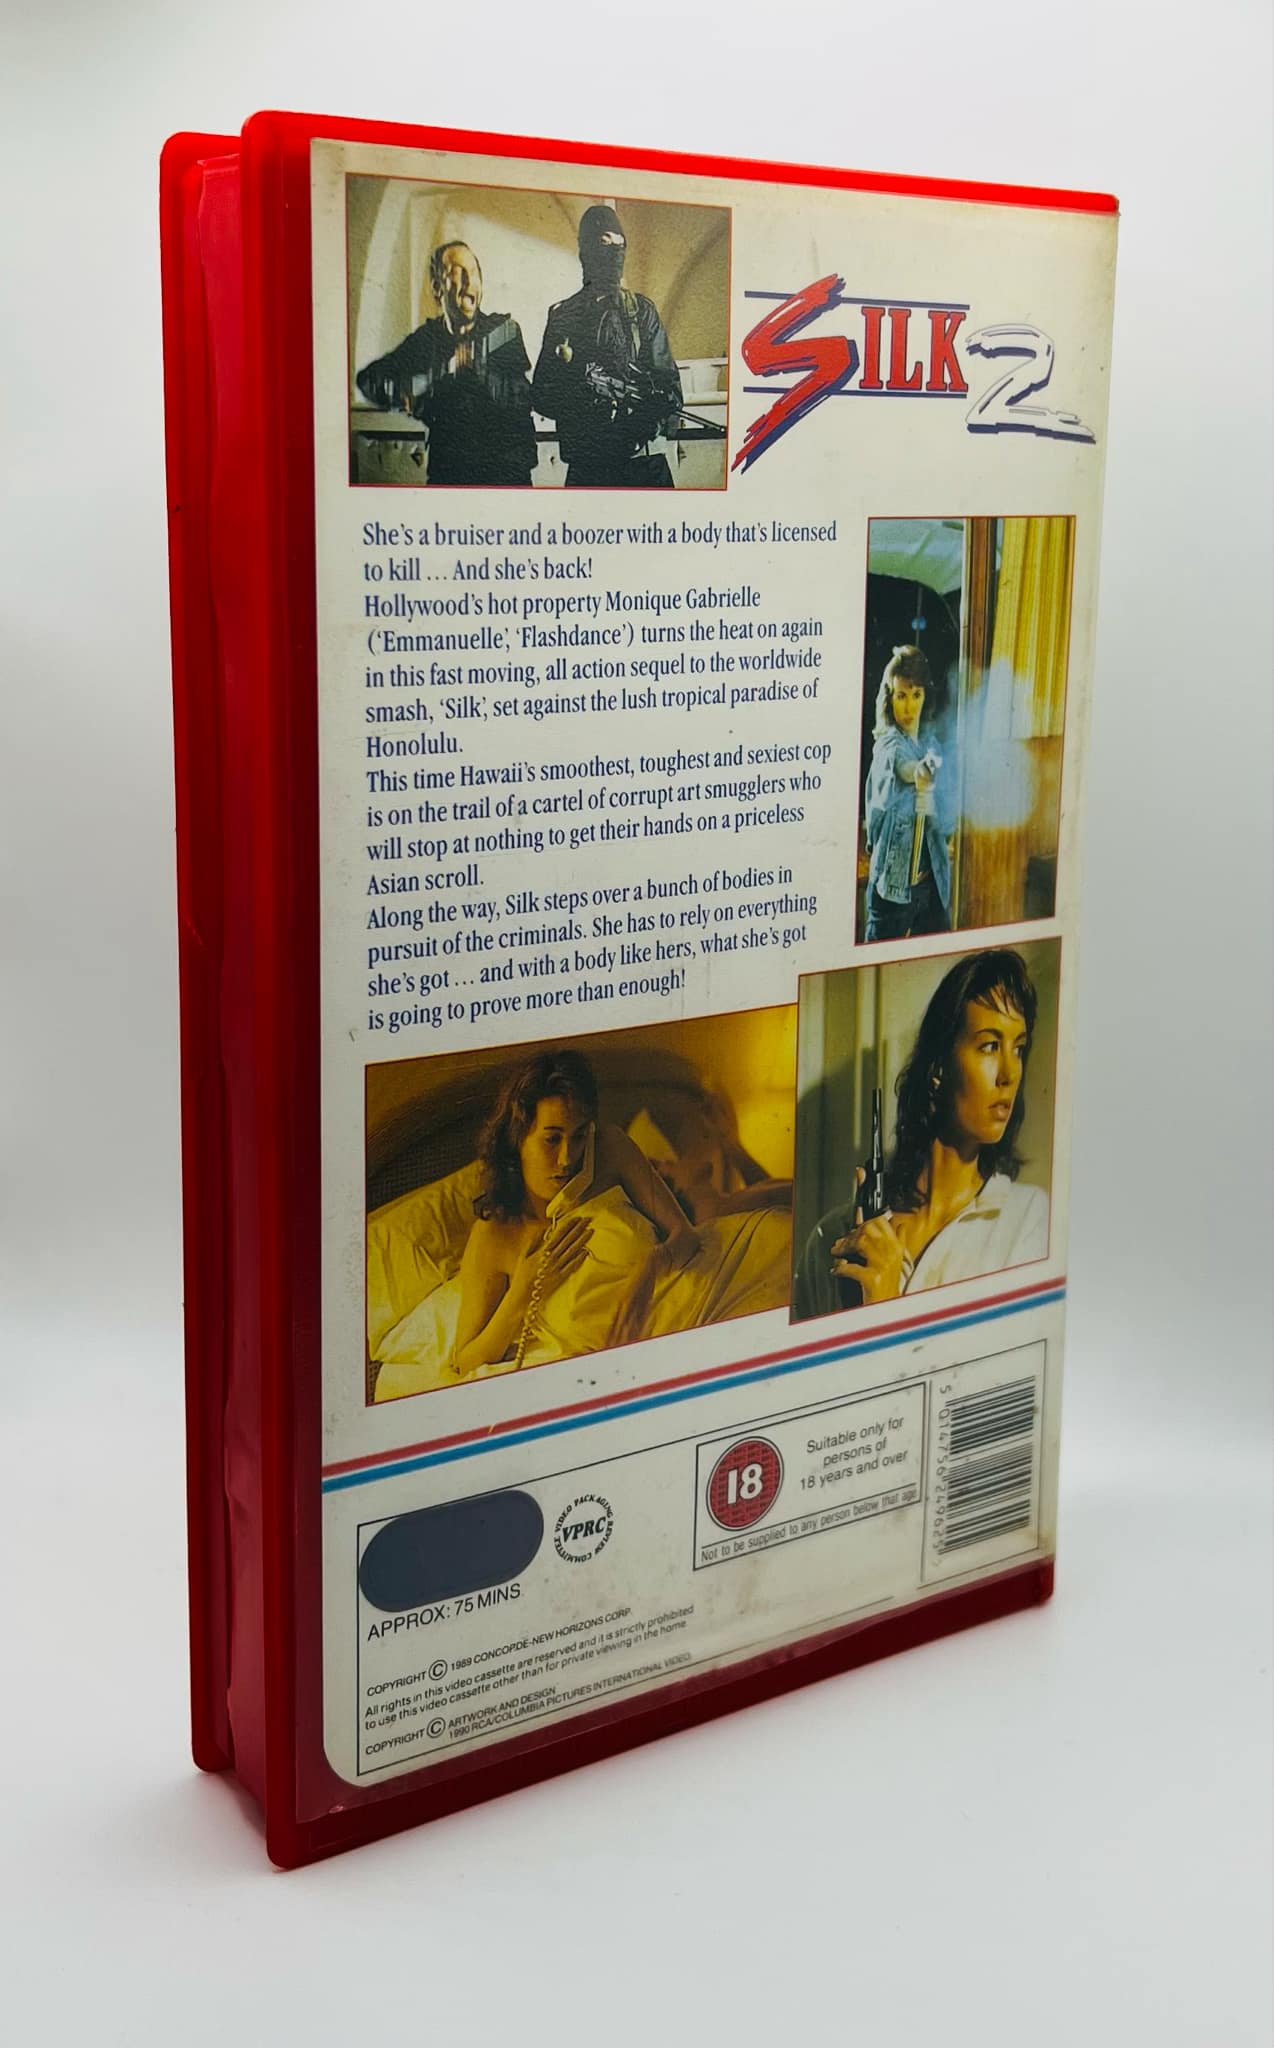 SILK 2
She's a bruiser and a boozer with a body that's licensed
to kill ... And she's back!
Hollywood's hot property Monique Gabrielle
('Emmanuelle', 'Flashdance') turns the heat on again
in this fast moving, all action sequel to the worldwide
smash, 'Silk', set against the lush tropical paradise of
Honolulu.
This time Hawaii's smoothest, toughest and sexiest cop
is on the trail of a cartel of corrupt art smugglers who
will stop at nothing to get their hands on a priceless
Asian scroll.
Along the way, Silk steps over a bunch of bodies in
pursuit of the criminals. She has to rely on everything
she's got ... and with a body like hers, what she's got
is going to prove more than enough!
VIDEO PACKAGING REVIEW COMMITTEE
VPRC
18
Suitable only for
persons of
18 years and over
Not to be supplied to any person below that age
5 014756 249625
APPROX: 75 MINS.
COPYRIGHT © 1989 CONCORDE-NEW HORIZONS CORP.
All rights in this video cassette are reserved and it is strictly prohibited
to use this video cassette other than for private viewing in the home
COPYRIGHT © ARTWORK AND DESIGN
1990 RCA/COLUMBIA PICTURES INTERNATIONAL VIDEO.